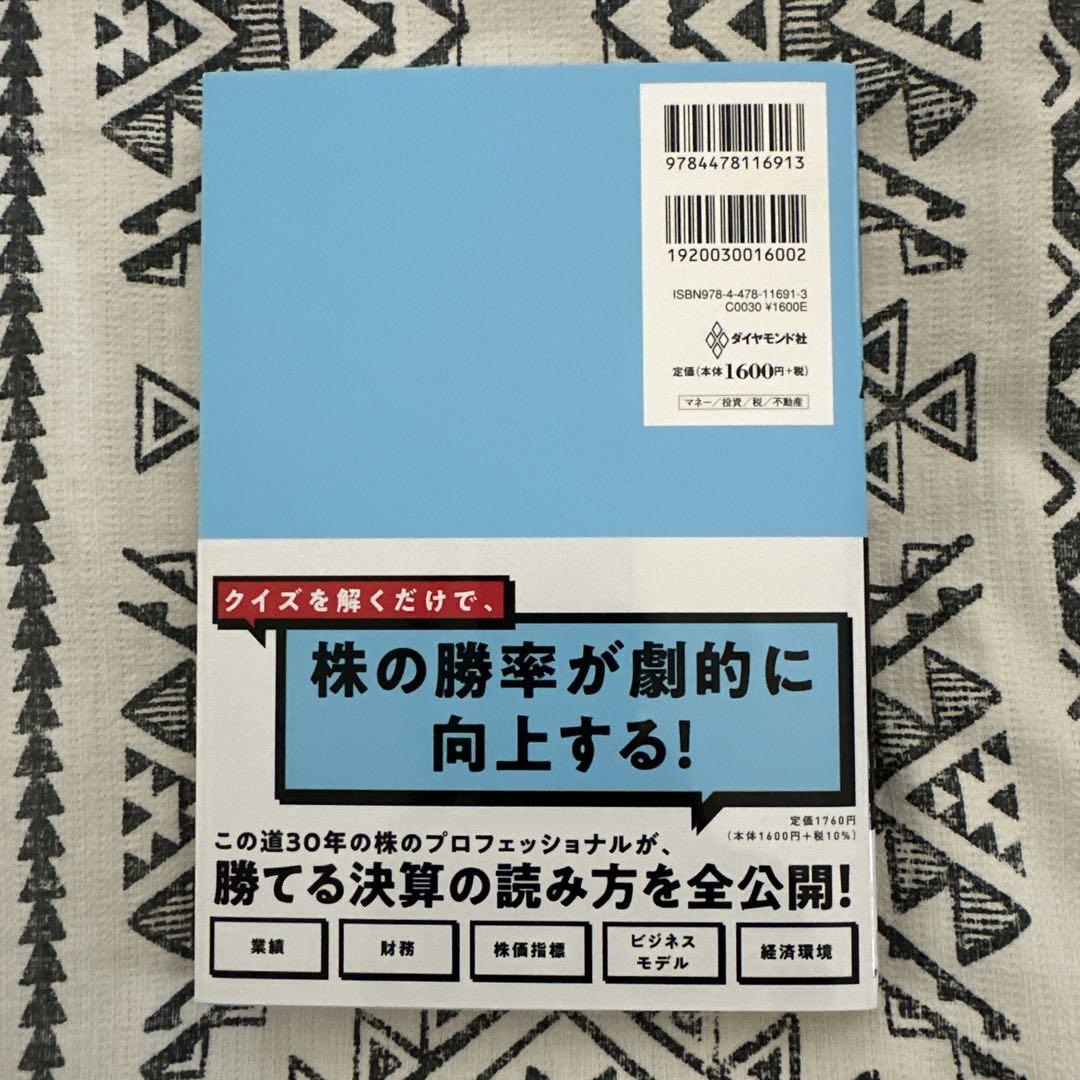 9784478116913
1920030016002
ISBN978-4-478-11691-3
C0030 ¥1600E
ダイヤモンド社
定価(本体1600円+税)
マネー/投資/税/不動産
クイズを解くだけで、
株の勝率が劇的に
向上する!
定価1760円
(本体1600円+税10%)
この道30年の株のプロフェッショナルが、
勝てる決算の読み方を全公開!
業績
財務
株価指標
ビジネス
モデル
経済環境